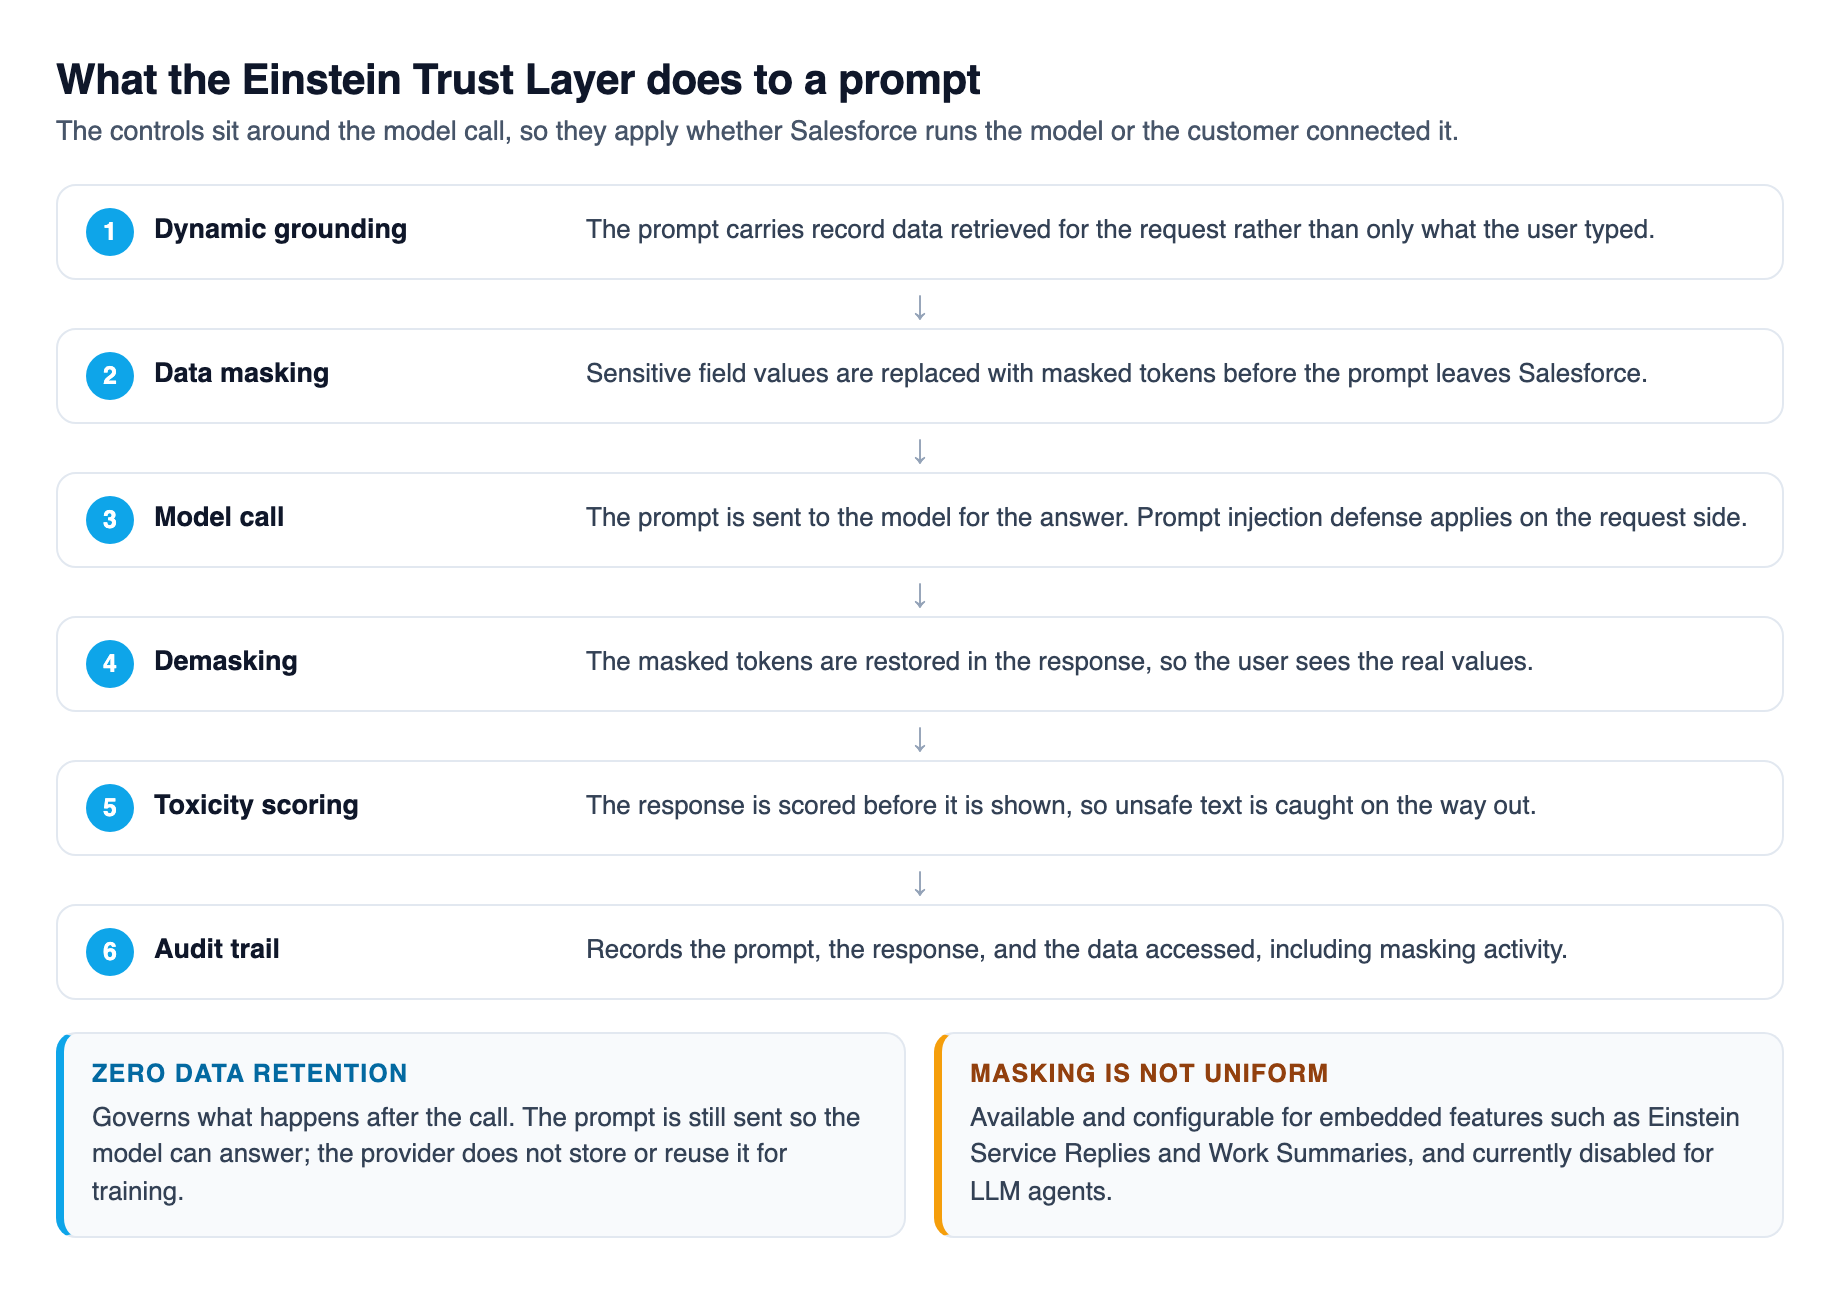 What the Einstein Trust Layer does to a prompt
The controls sit around the model call, so they apply whether Salesforce runs the model or the customer connected it.
1 Dynamic grounding The prompt carries record data retrieved for the request rather than only what the user typed.
↓
2 Data masking Sensitive field values are replaced with masked tokens before the prompt leaves Salesforce.
↓
3 Model call The prompt is sent to the model for the answer. Prompt injection defense applies on the request side.
↓
4 Demasking The masked tokens are restored in the response, so the user sees the real values.
↓
5 Toxicity scoring The response is scored before it is shown, so unsafe text is caught on the way out.
↓
6 Audit trail Records the prompt, the response, and the data accessed, including masking activity.
ZERO DATA RETENTION
Governs what happens after the call. The prompt is still sent so the
model can answer; the provider does not store or reuse it for
training.
MASKING IS NOT UNIFORM
Available and configurable for embedded features such as Einstein
Service Replies and Work Summaries, and currently disabled for
LLM agents.